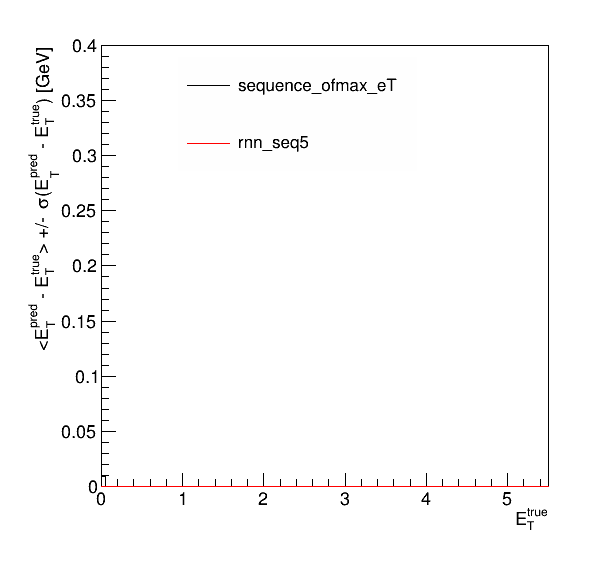 <E_T^pred - E_T^true> +/- σ(E_T^pred - E_T^true) [GeV]
0.4
0.35
0.3
0.25
0.2
0.15
0.1
0.05
0
sequence_ofmax_eT
rnn_seq5
0 1 2 3 4 5
E_T^true